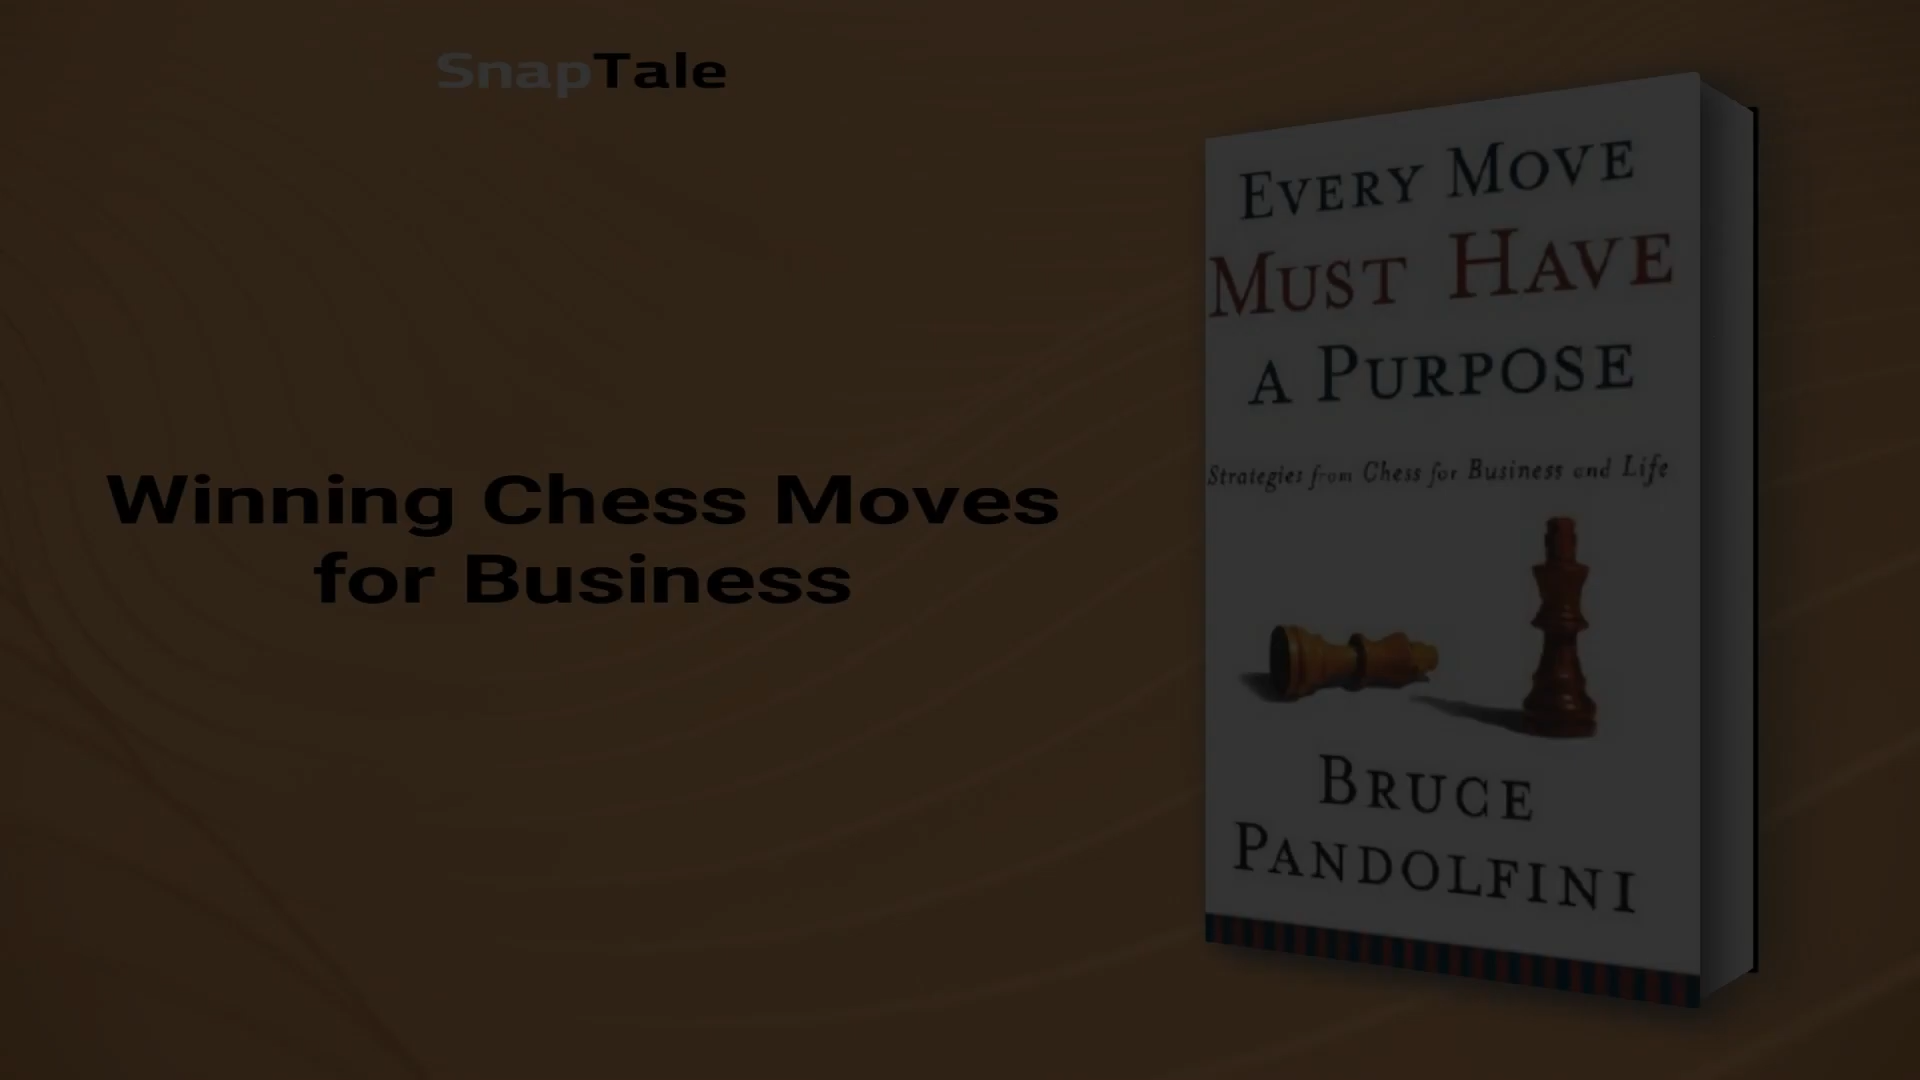 SnapTale
Winning Chess Moves
for Business
EVERY MOVE
MUST HAVE
A PURPOSE
Strategies from Chess for Business and Life
BRUCE
PANDOLFINI